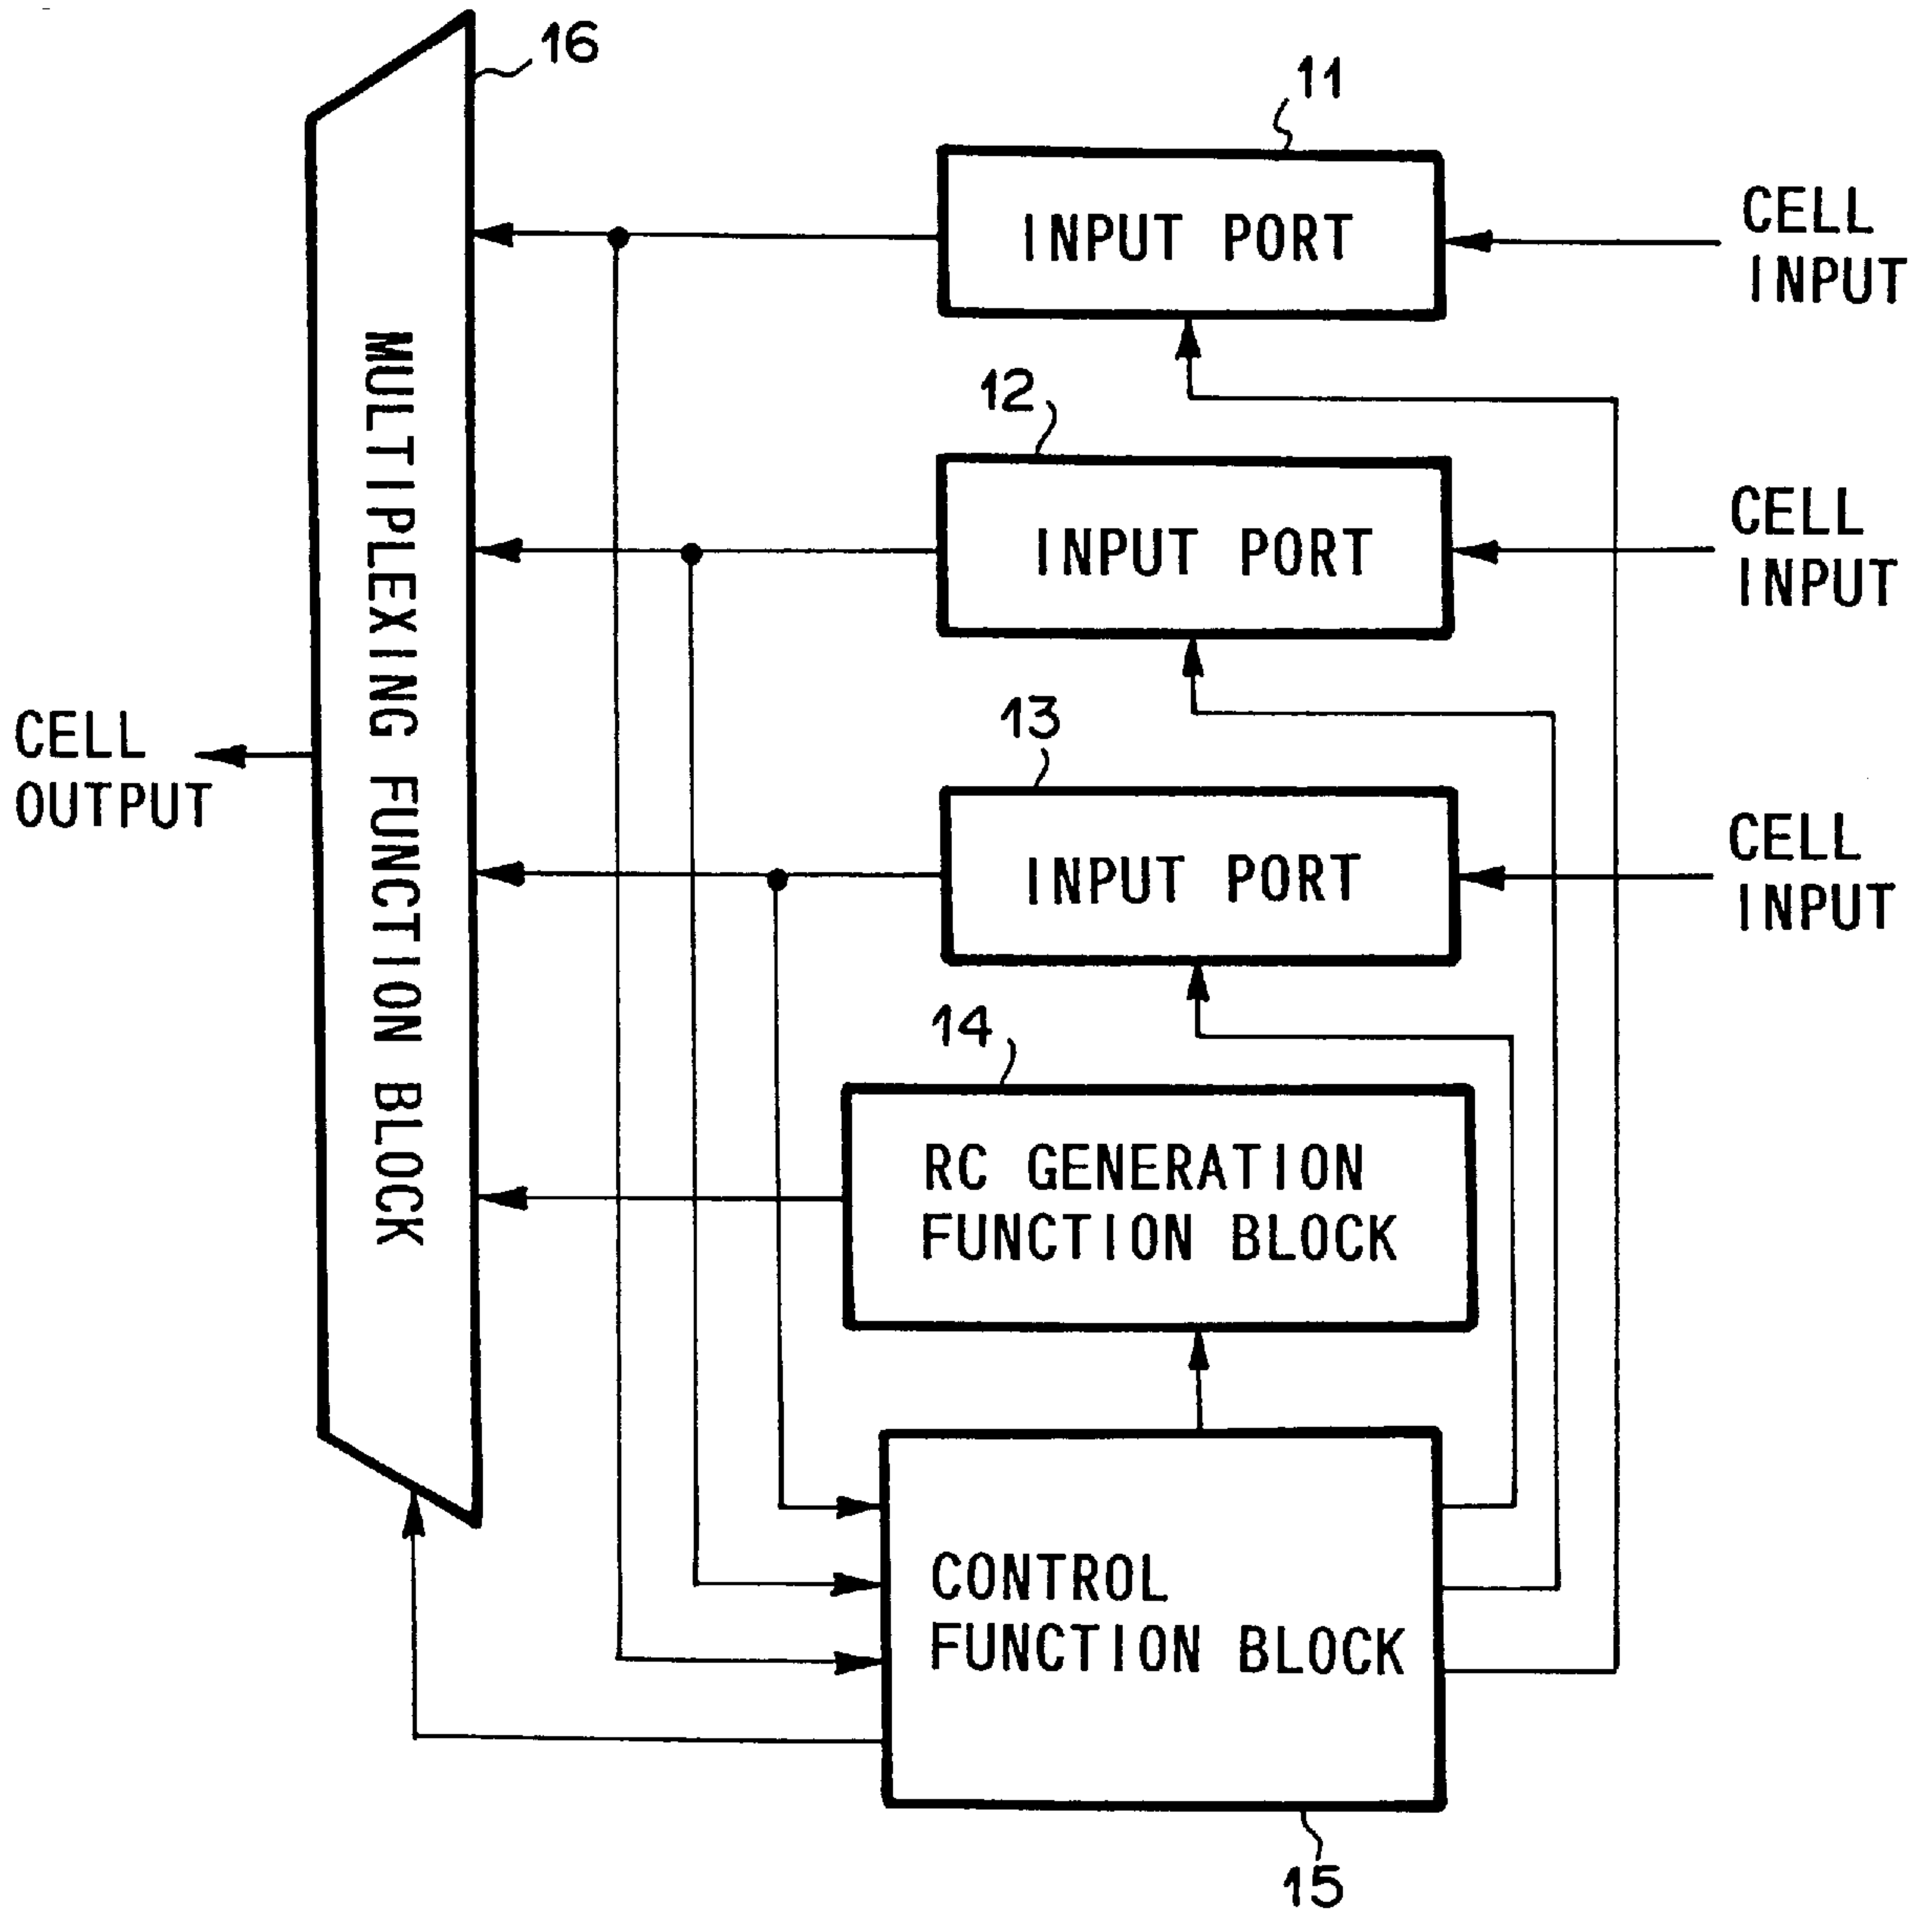 16
11
INPUT PORT
CELL
INPUT
12
INPUT PORT
CELL
INPUT
13
INPUT PORT
CELL
INPUT
CELL
OUTPUT
MULTIPLEXING FUNCTION BLOCK
14
RC GENERATION
FUNCTION BLOCK
CONTROL
FUNCTION BLOCK
15